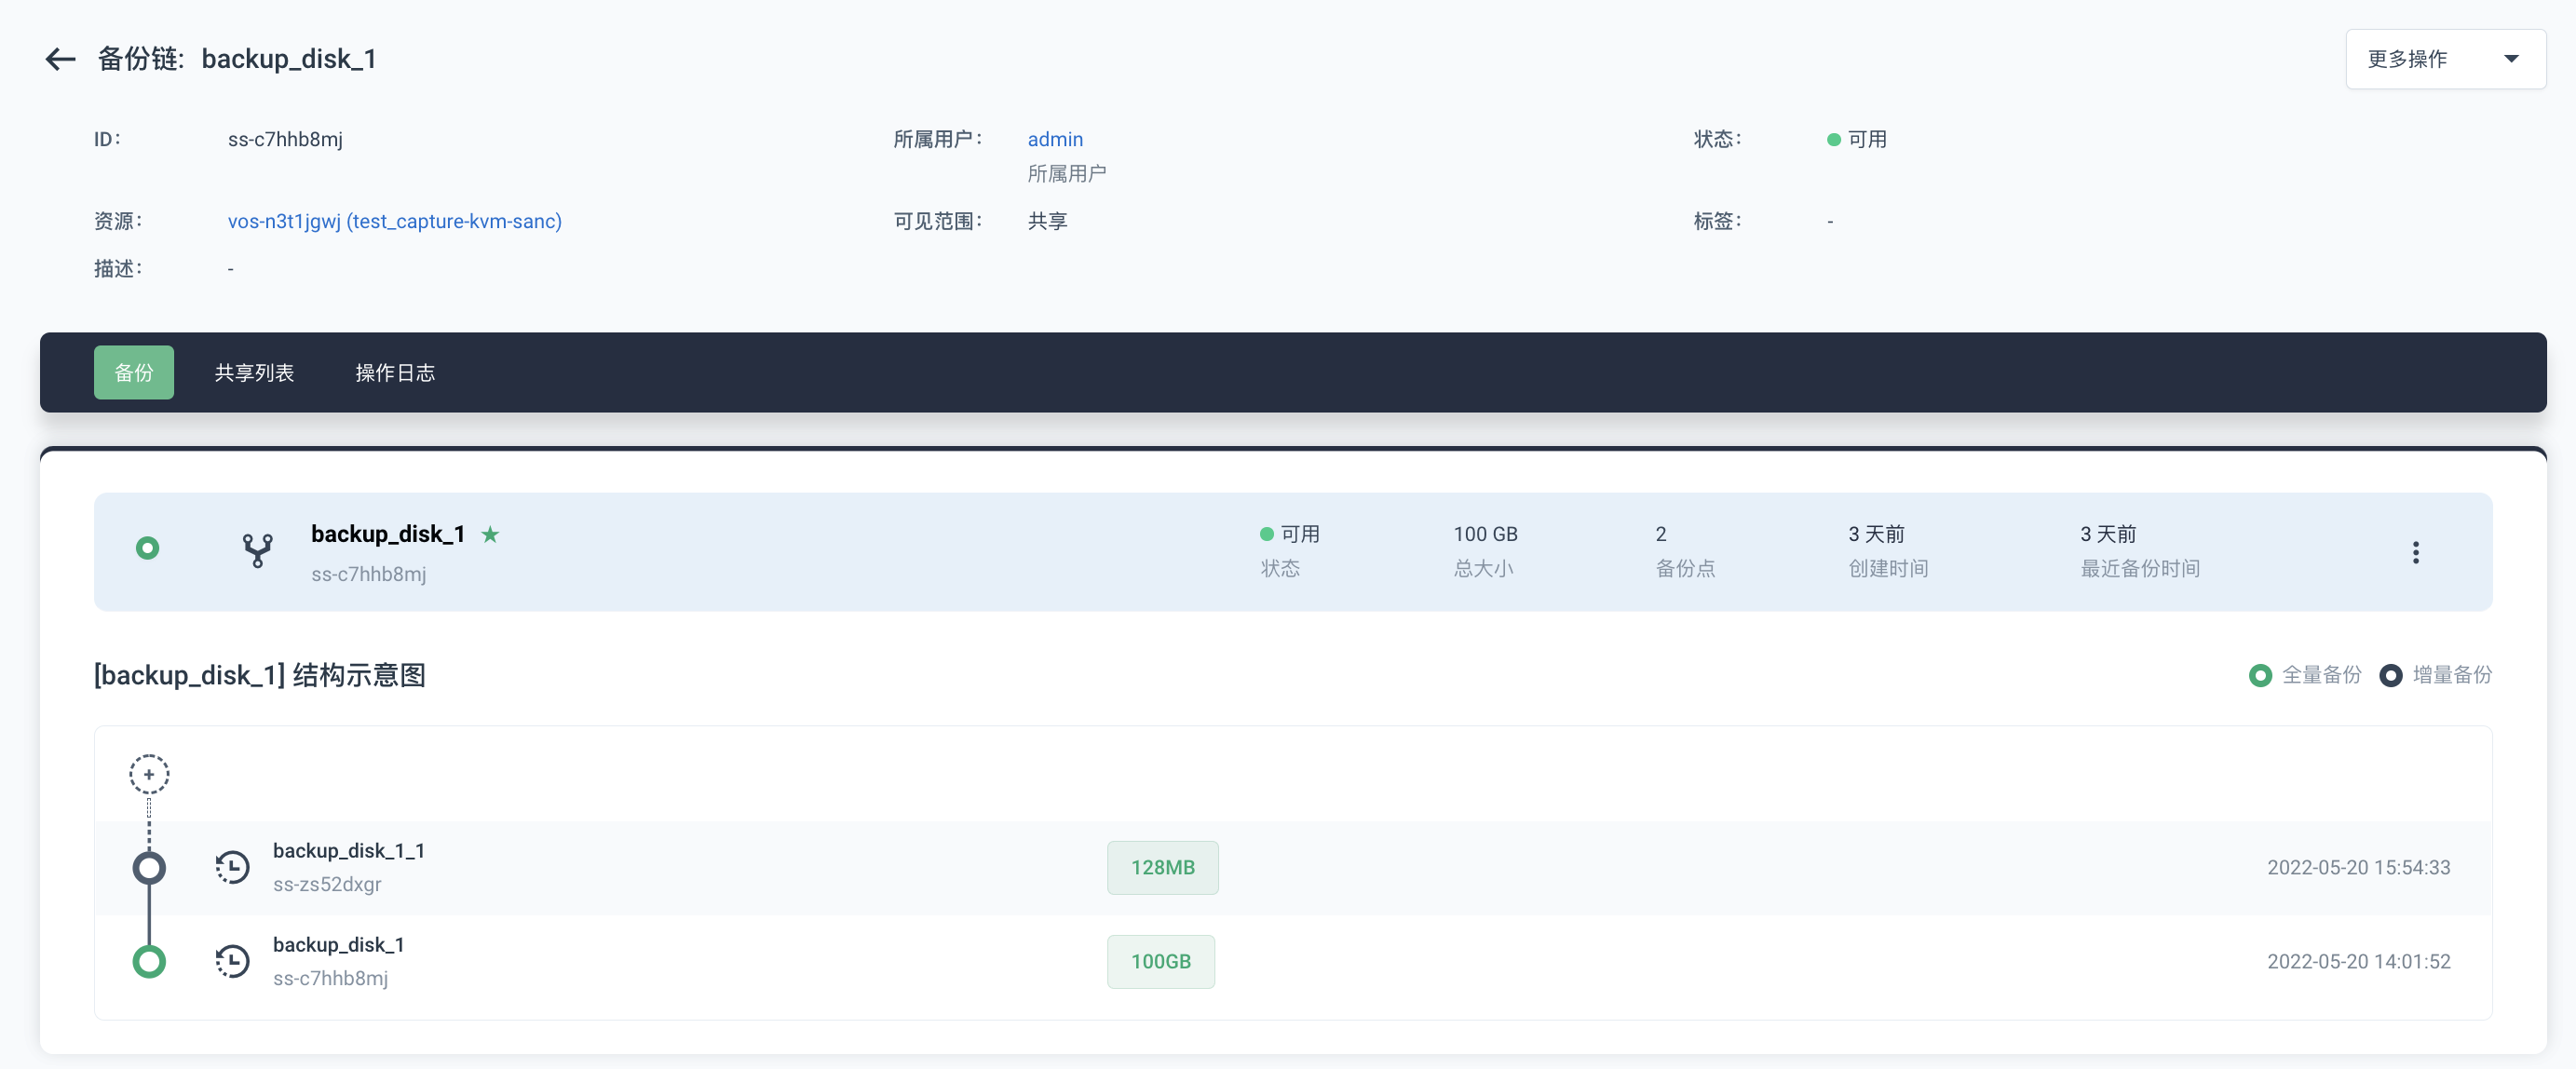 备份链: backup_disk_1
更多操作
ID: ss-c7hhb8mj
所属用户: admin
所属用户
状态: 可用
资源: vos-n3t1jgwj (test_capture-kvm-sanc)
可见范围: 共享
标签: -
描述: -
备份 共享列表 操作日志
backup_disk_1 ★
ss-c7hhb8mj
可用
状态
100 GB
总大小
2
备份点
3 天前
创建时间
3 天前
最近备份时间
[backup_disk_1] 结构示意图
全量备份 增量备份
backup_disk_1_1
ss-zs52dxgr
128MB
2022-05-20 15:54:33
backup_disk_1
ss-c7hhb8mj
100GB
2022-05-20 14:01:52